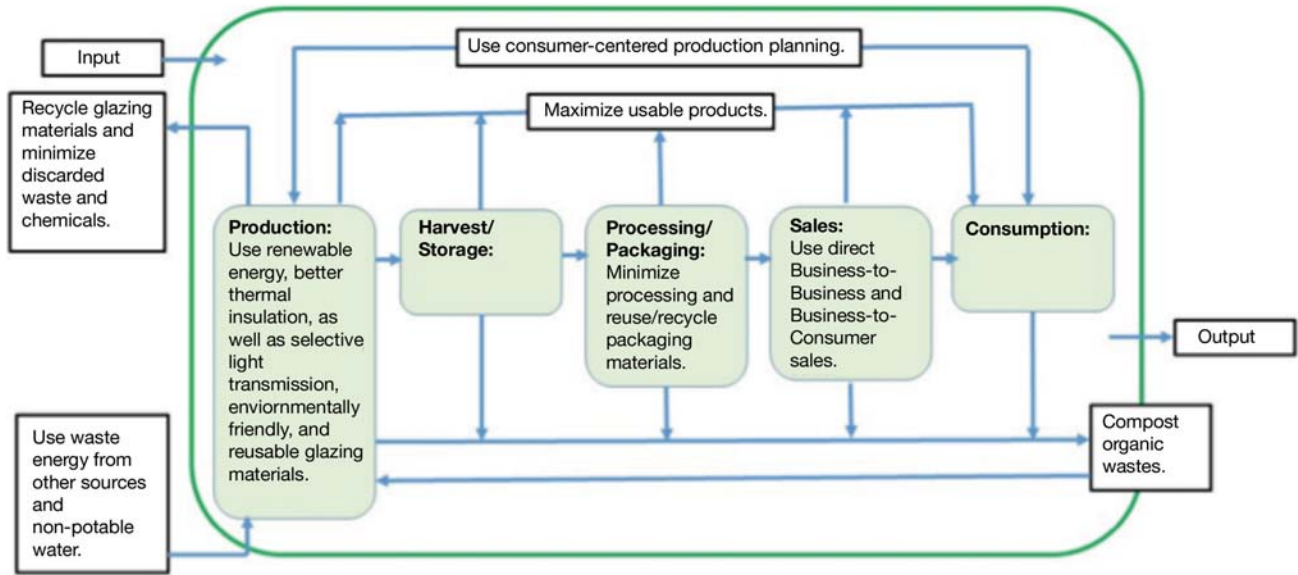 Input
Use consumer-centered production planning.
Recycle glazing
materials and
minimize
discarded
waste and
chemicals.
Maximize usable products.
Production:
Use renewable
energy, better
thermal
insulation, as
well as selective
light
transmission,
enviornmentally
friendly, and
reusable glazing
materials.
Harvest/
Storage:
Processing/
Packaging:
Minimize
processing and
reuse/recycle
packaging
materials.
Sales:
Use direct
Business-to-
Business and
Business-to-
Consumer
sales.
Consumption:
Output
Use waste
energy from
other sources
and
non-potable
water.
Compost
organic
wastes.